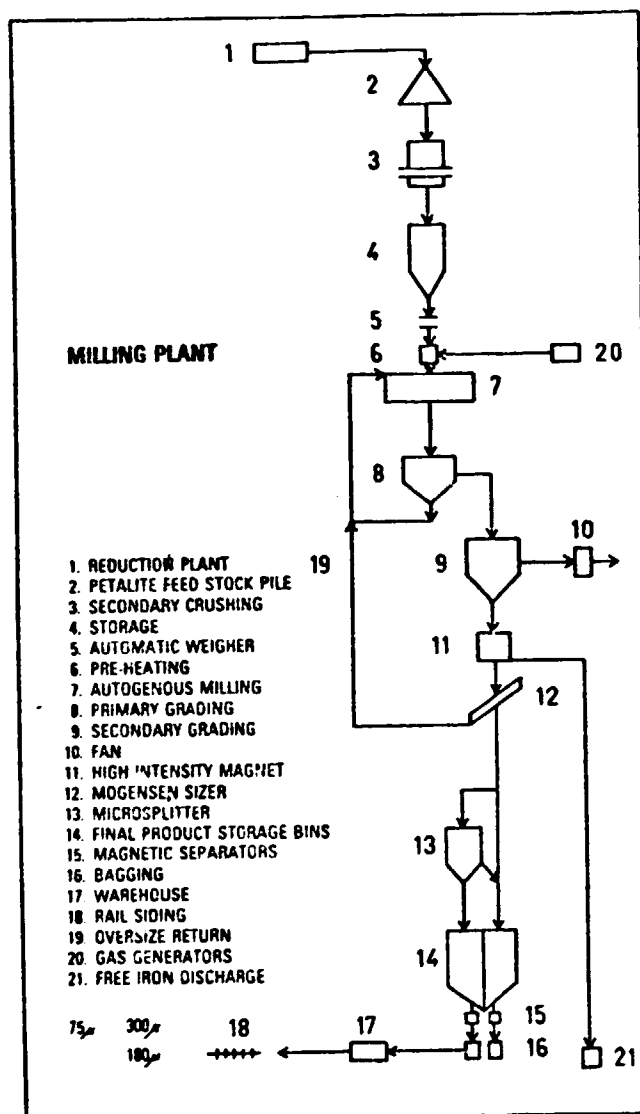 1
2
3
4
5
MILLING PLANT
6
20
7
8
10
19
9
1. REDUCTION PLANT
2. PETALITE FEED STOCK PILE
3. SECONDARY CRUSHING
4. STORAGE
5. AUTOMATIC WEIGHER
6. PRE-HEATING
7. AUTOGENOUS MILLING
8. PRIMARY GRADING
9. SECONDARY GRADING
10. FAN
11. HIGH INTENSITY MAGNET
12. MOGENSEN SIZER
13. MICROSPLITTER
14. FINAL PRODUCT STORAGE BINS
15. MAGNETIC SEPARATORS
16. BAGGING
17. WAREHOUSE
18. RAIL SIDING
19. OVERSIZE RETURN
20. GAS GENERATORS
21. FREE IRON DISCHARGE
11
12
13
14
15
75µ 300µ 18 17
180µ
16
21